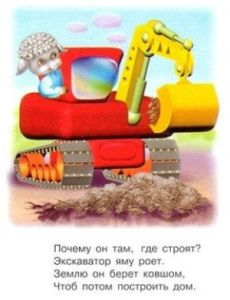 Почему он там, где строят?
Экскаватор яму роет.
Землю он берет ковшом,
Чтоб потом построить дом.